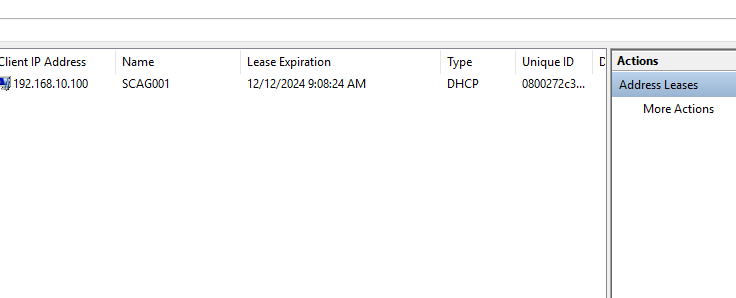 Client IP Address Name Lease Expiration Type Unique ID D
192.168.10.100 SCAG001 12/12/2024 9:08:24 AM DHCP 0800272c3...
Actions
Address Leases
More Actions